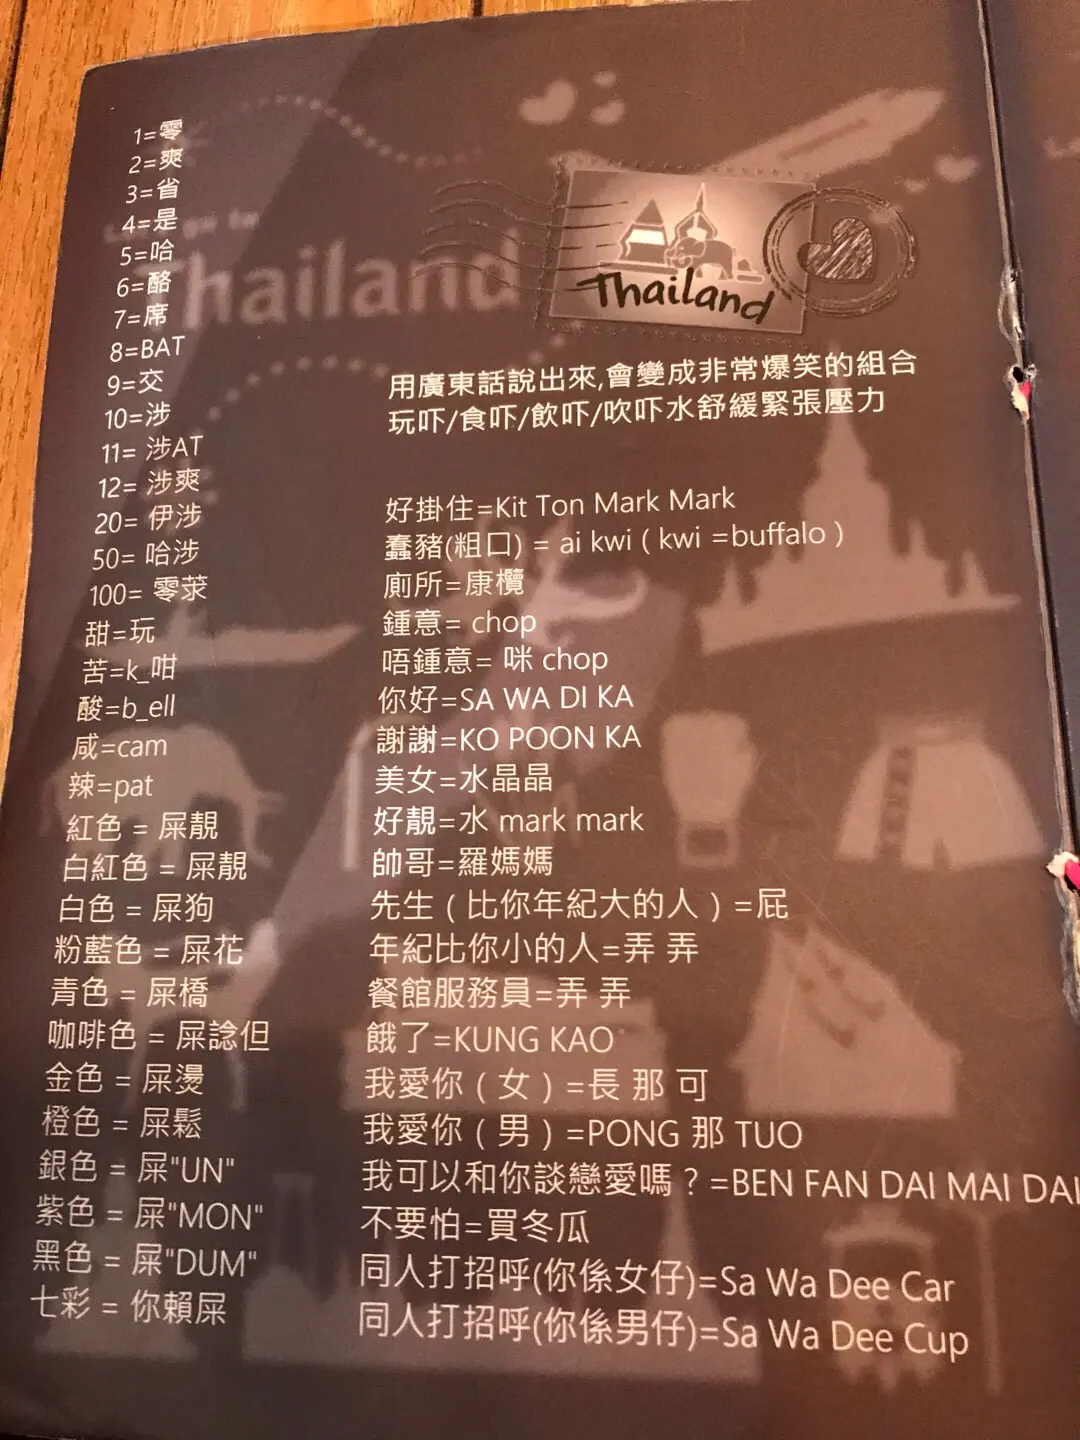 1=零
2=爽
3=省
4=是
5=哈
6=酪
7=席
8=BAT
9=交
10=涉
11= 涉AT
12= 涉爽
20= 伊涉
50= 哈涉
100= 零萊
甜=玩
苦=k_咁
酸=b_ell
咸=cam
辣=pat
紅色 = 屎靚
白紅色 = 屎靚
白色 = 屎狗
粉藍色 = 屎花
青色 = 屎橋
咖啡色 = 屎諗但
金色 = 屎燙
橙色 = 屎鬆
銀色 = 屎"UN"
紫色 = 屎"MON"
黑色 = 屎"DUM"
七彩 = 你賴屎
Thailand
Thailand
用廣東話說出來,會變成非常爆笑的組合
玩吓/食吓/飲吓/吹吓水舒緩緊張壓力
好掛住=Kit Ton Mark Mark
蠢豬(粗口) = ai kwi ( kwi =buffalo )
廁所=康欖
鍾意= chop
唔鍾意= 咪 chop
你好=SA WA DI KA
謝謝=KO POON KA
美女=水晶晶
好靚=水 mark mark
帥哥=羅媽媽
先生 ( 比你年紀大的人 ) =屁
年紀比你小的人=弄 弄
餐館服務員=弄 弄
餓了=KUNG KAO
我愛你 ( 女 ) =長 那 可
我愛你 ( 男 ) =PONG 那 TUO
我可以和你談戀愛嗎 ? =BEN FAN DAI MAI DAI
不要怕=買冬瓜
同人打招呼(你係女仔)=Sa Wa Dee Car
同人打招呼(你係男仔)=Sa Wa Dee Cup